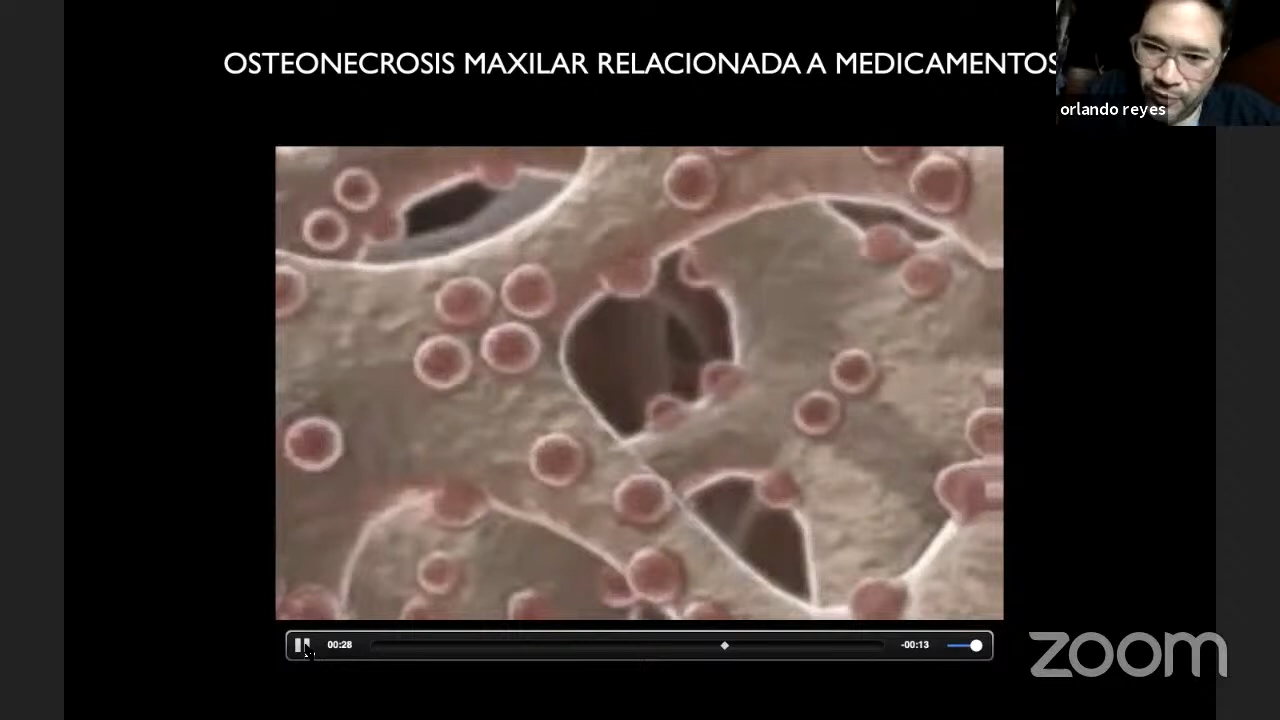 OSTEONECROSIS MAXILAR RELACIONADA A MEDICAMENTOS
orlando reyes
00:28
-00:13
zoom